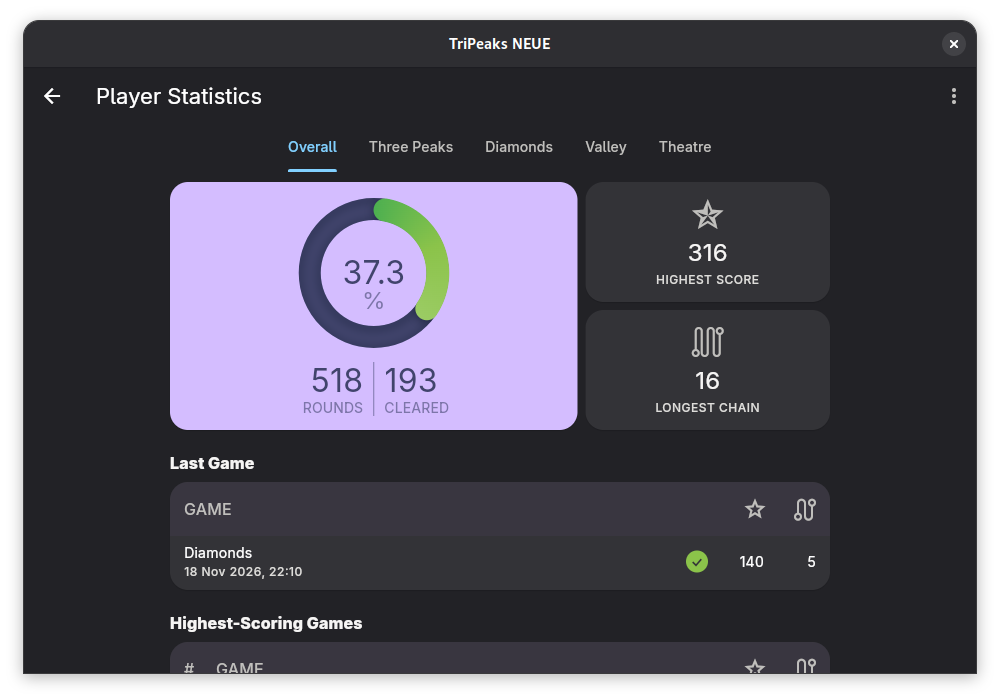 TriPeaks NEUE
Player Statistics
Overall Three Peaks Diamonds Valley Theatre
37.3
%
518 193
ROUNDS CLEARED
316
HIGHEST SCORE
16
LONGEST CHAIN
Last Game
GAME
Diamonds
18 Nov 2026, 22:10
140 5
Highest-Scoring Games
# GAME